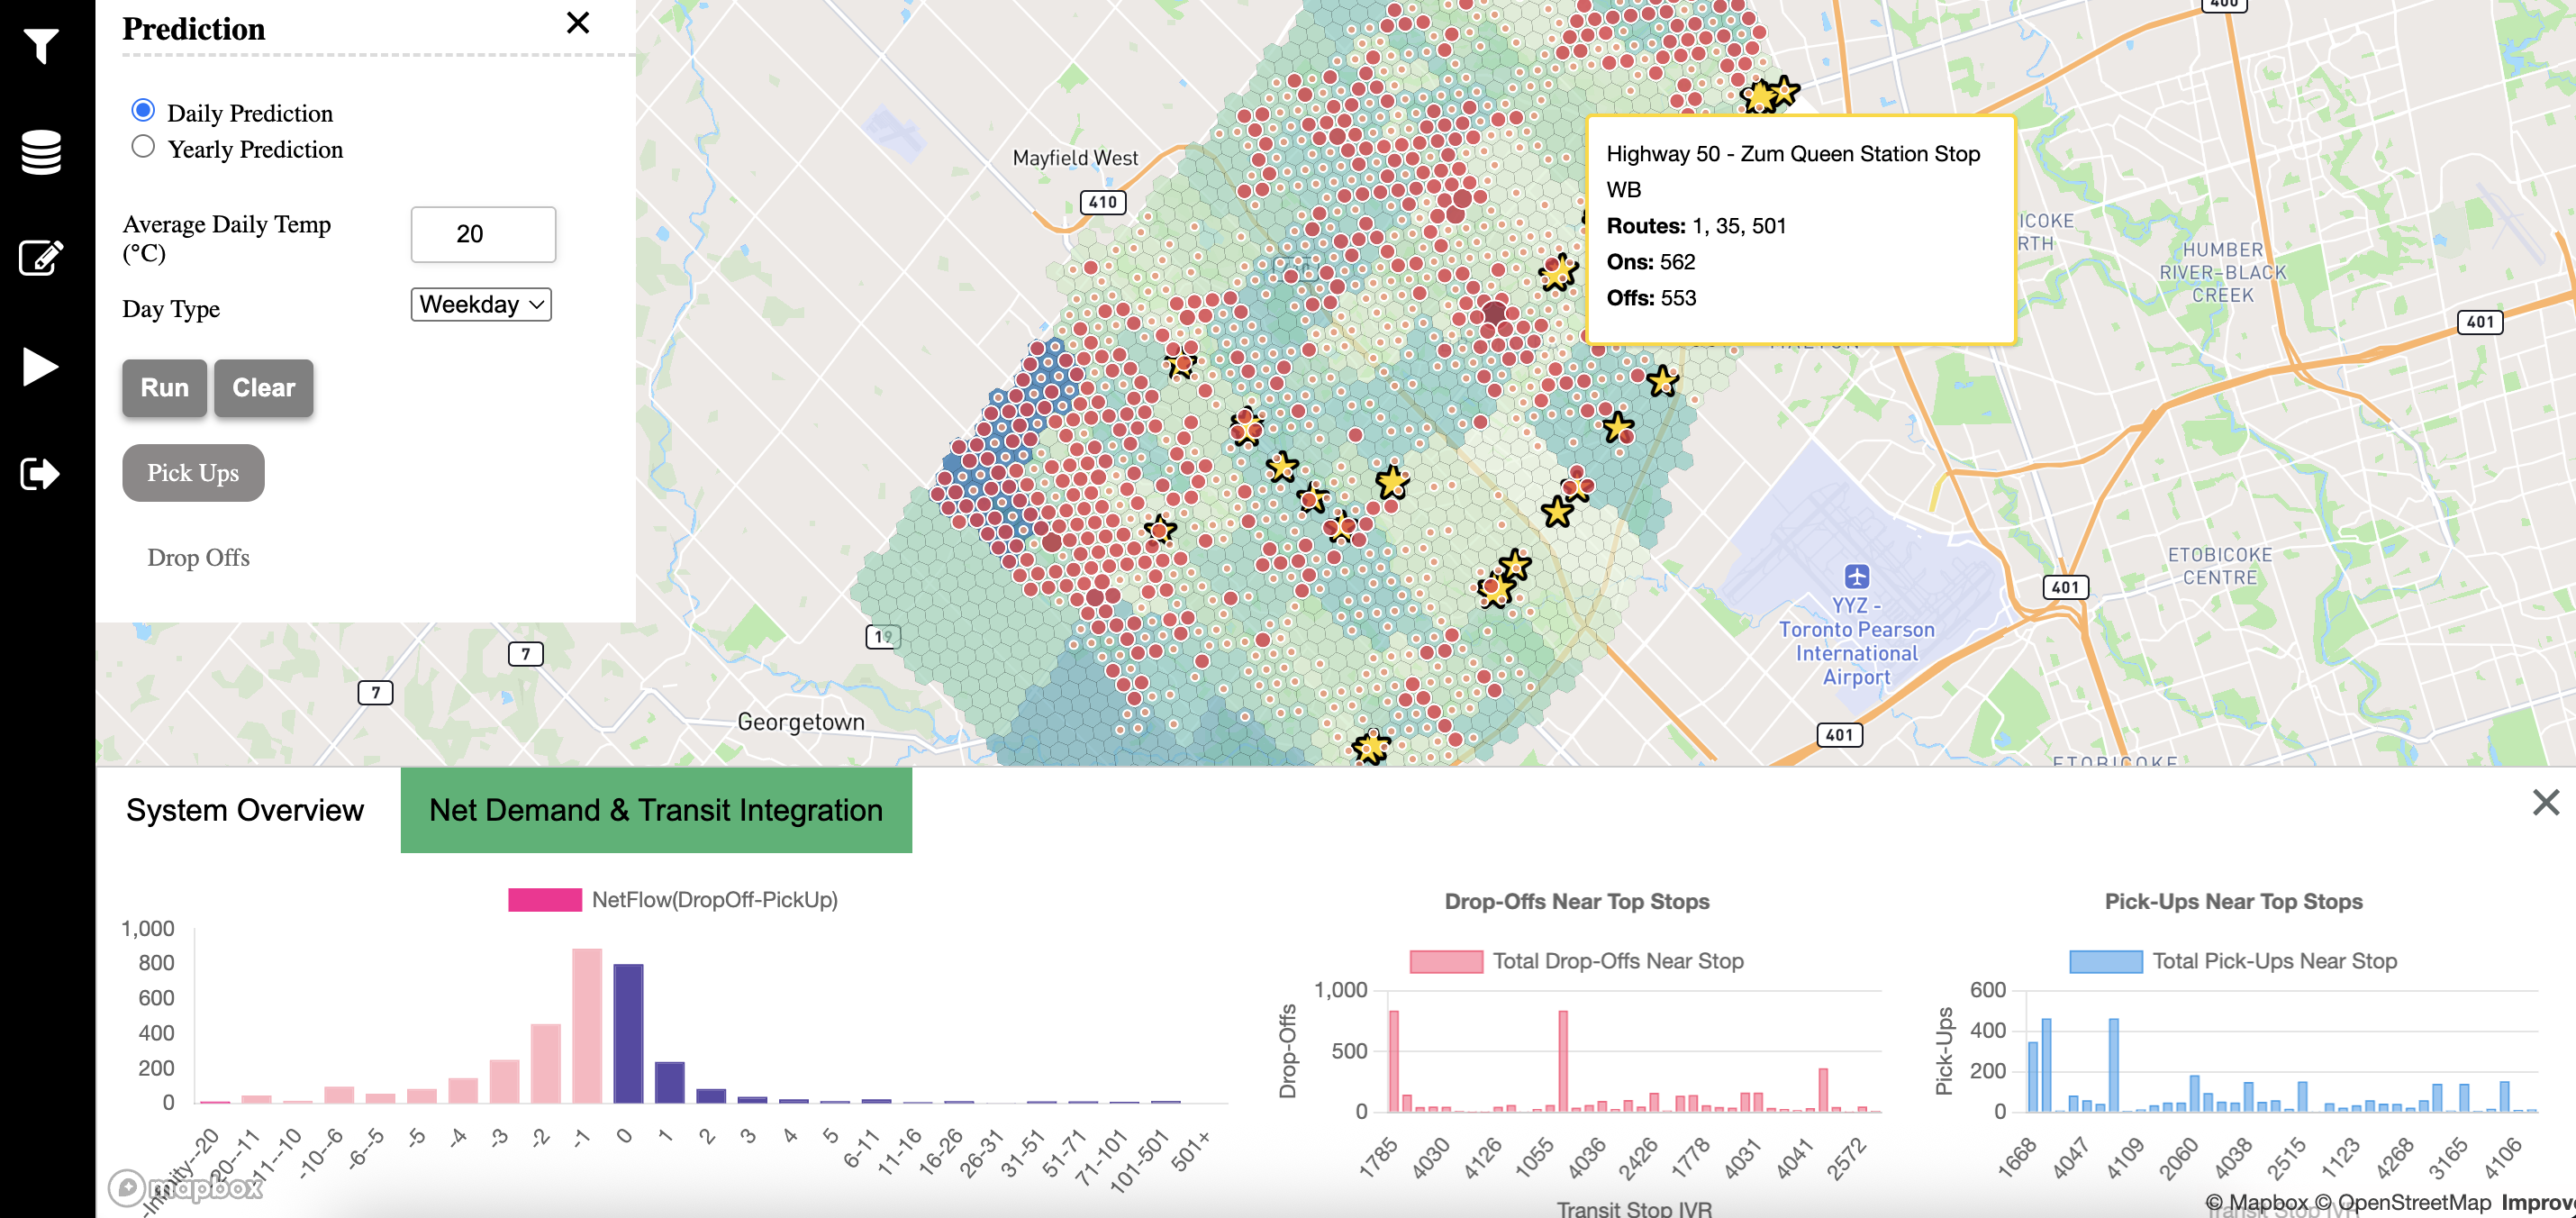 Prediction
Daily Prediction
Yearly Prediction
Average Daily Temp
(°C)
20
Day Type
Weekday
Run
Clear
Pick Ups
Drop Offs
Mayfield West
410
400
Highway 50 - Zum Queen Station Stop
WB
Routes: 1, 35, 501
Ons: 562
Offs: 553
ICOKE
RTH
HUMBER
RIVER-BLACK
CREEK
401
ETOBICOKE
CENTRE
401
YYZ -
Toronto Pearson
International
Airport
401
ETOBICOKE
19
7
7
Georgetown
System Overview
Net Demand & Transit Integration
NetFlow(DropOff-PickUp)
1,000
800
600
400
200
0
-Infinity--20
-20--11
-11--10
-10--6
-6--5
-5
-4
-3
-2
-1
0
1
2
3
4
5
6-11
11-16
16-26
26-31
31-51
51-71
71-101
101-501
501+
mapbox
Drop-Offs Near Top Stops
Total Drop-Offs Near Stop
Drop-Offs
1,000
500
0
1785
4030
4126
1055
4036
2426
1778
4031
4041
2572
Transit Stop IVR
Pick-Ups Near Top Stops
Total Pick-Ups Near Stop
Pick-Ups
600
400
200
0
1668
4047
4109
2060
4038
2515
1123
4268
3165
4106
Transit Stop IVR
© Mapbox © OpenStreetMap Improve